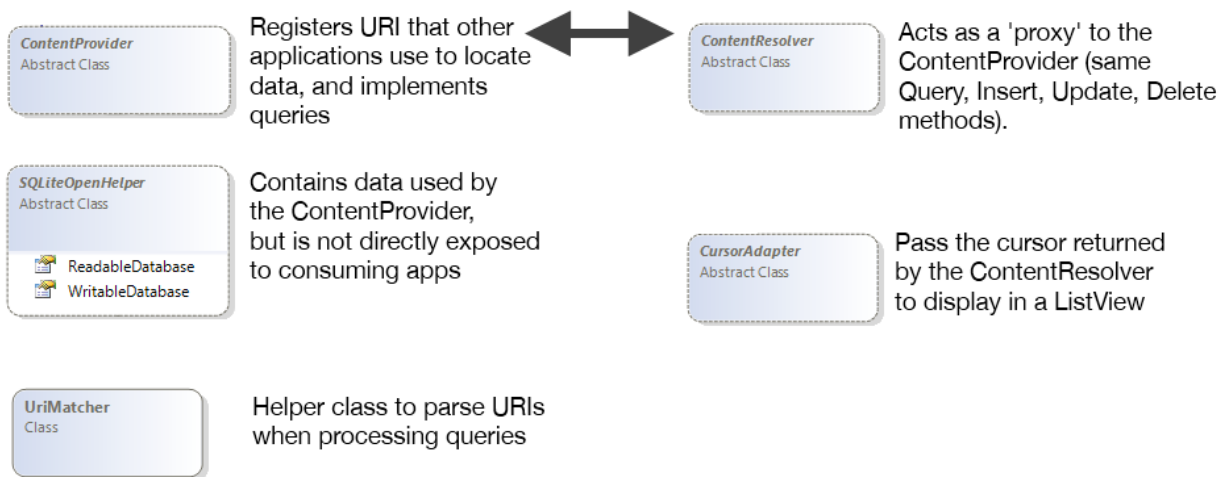 ContentProvider
Abstract Class
Registers URI that other
applications use to locate
data, and implements
queries
ContentResolver
Abstract Class
Acts as a 'proxy' to the
ContentProvider (same
Query, Insert, Update, Delete
methods).
SQLiteOpenHelper
Abstract Class
ReadableDatabase
WritableDatabase
Contains data used by
the ContentProvider,
but is not directly exposed
to consuming apps
CursorAdapter
Abstract Class
Pass the cursor returned
by the ContentResolver
to display in a ListView
UriMatcher
Class
Helper class to parse URIs
when processing queries